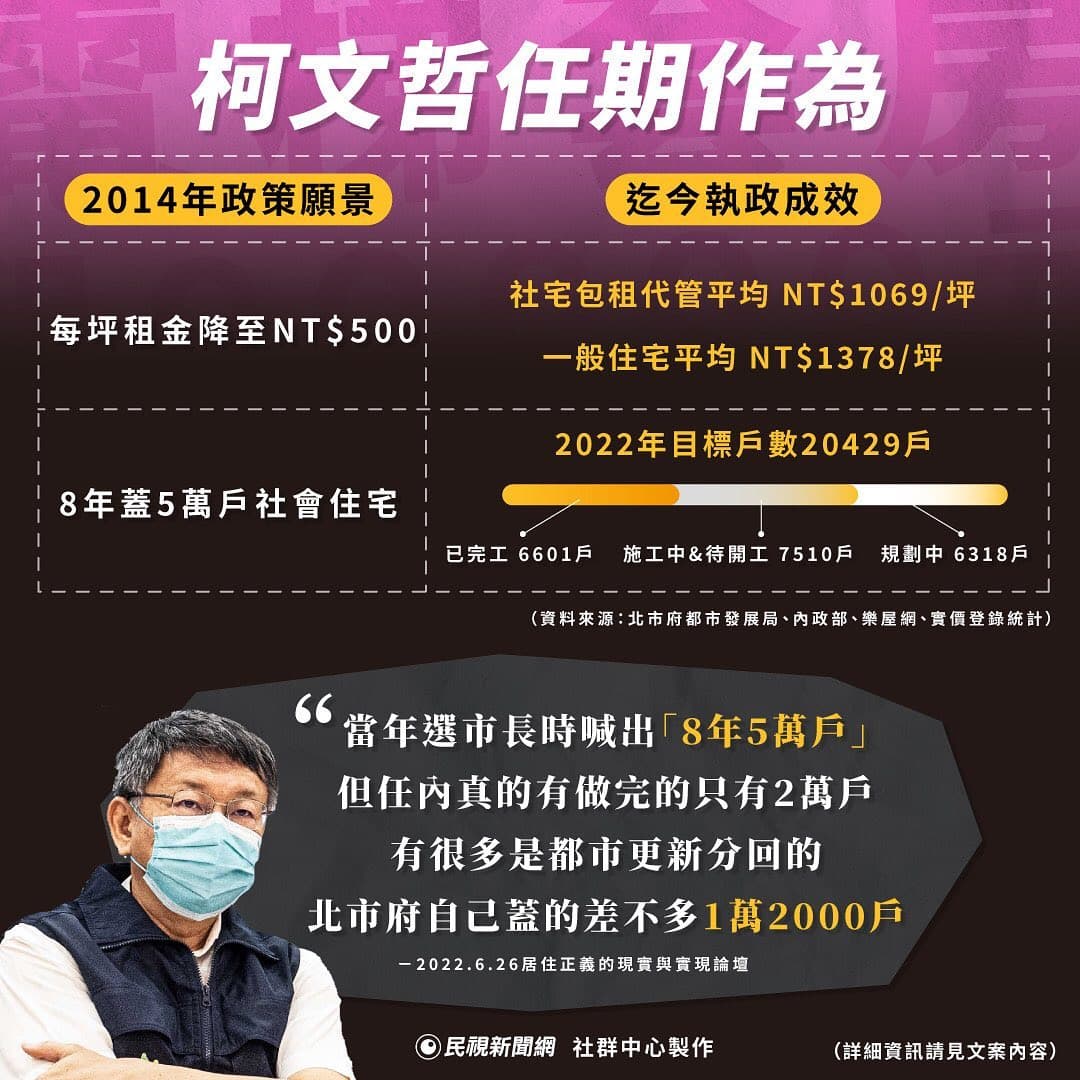 柯文哲任期作為
2014年政策願景
迄今執政成效
每坪租金降至NT$500
社宅包租代管平均 NT$1069/坪
一般住宅平均 NT$1378/坪
8年蓋5萬戶社會住宅
2022年目標戶數20429戶
已完工 6601戶
施工中&待開工 7510戶
規劃中 6318戶
（資料來源：北市府都市發展局、內政部、樂屋網、實價登錄統計）
“當年選市長時喊出「8年5萬戶」
但任內真的有做完的只有2萬戶
有很多是都市更新分回的
北市府自己蓋的差不多1萬2000戶
－2022.6.26居住正義的現實與實現論壇
民視新聞網 社群中心製作
（詳細資訊請見文案內容）